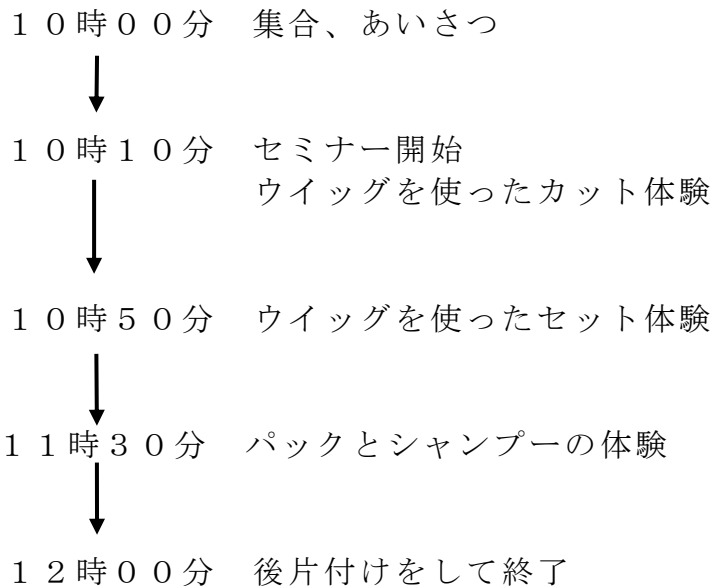 １０時００分　集合、あいさつ
１０時１０分　セミナー開始
ウイッグを使ったカット体験
１０時５０分　ウイッグを使ったセット体験
１１時３０分　パックとシャンプーの体験
１２時００分　後片付けをして終了